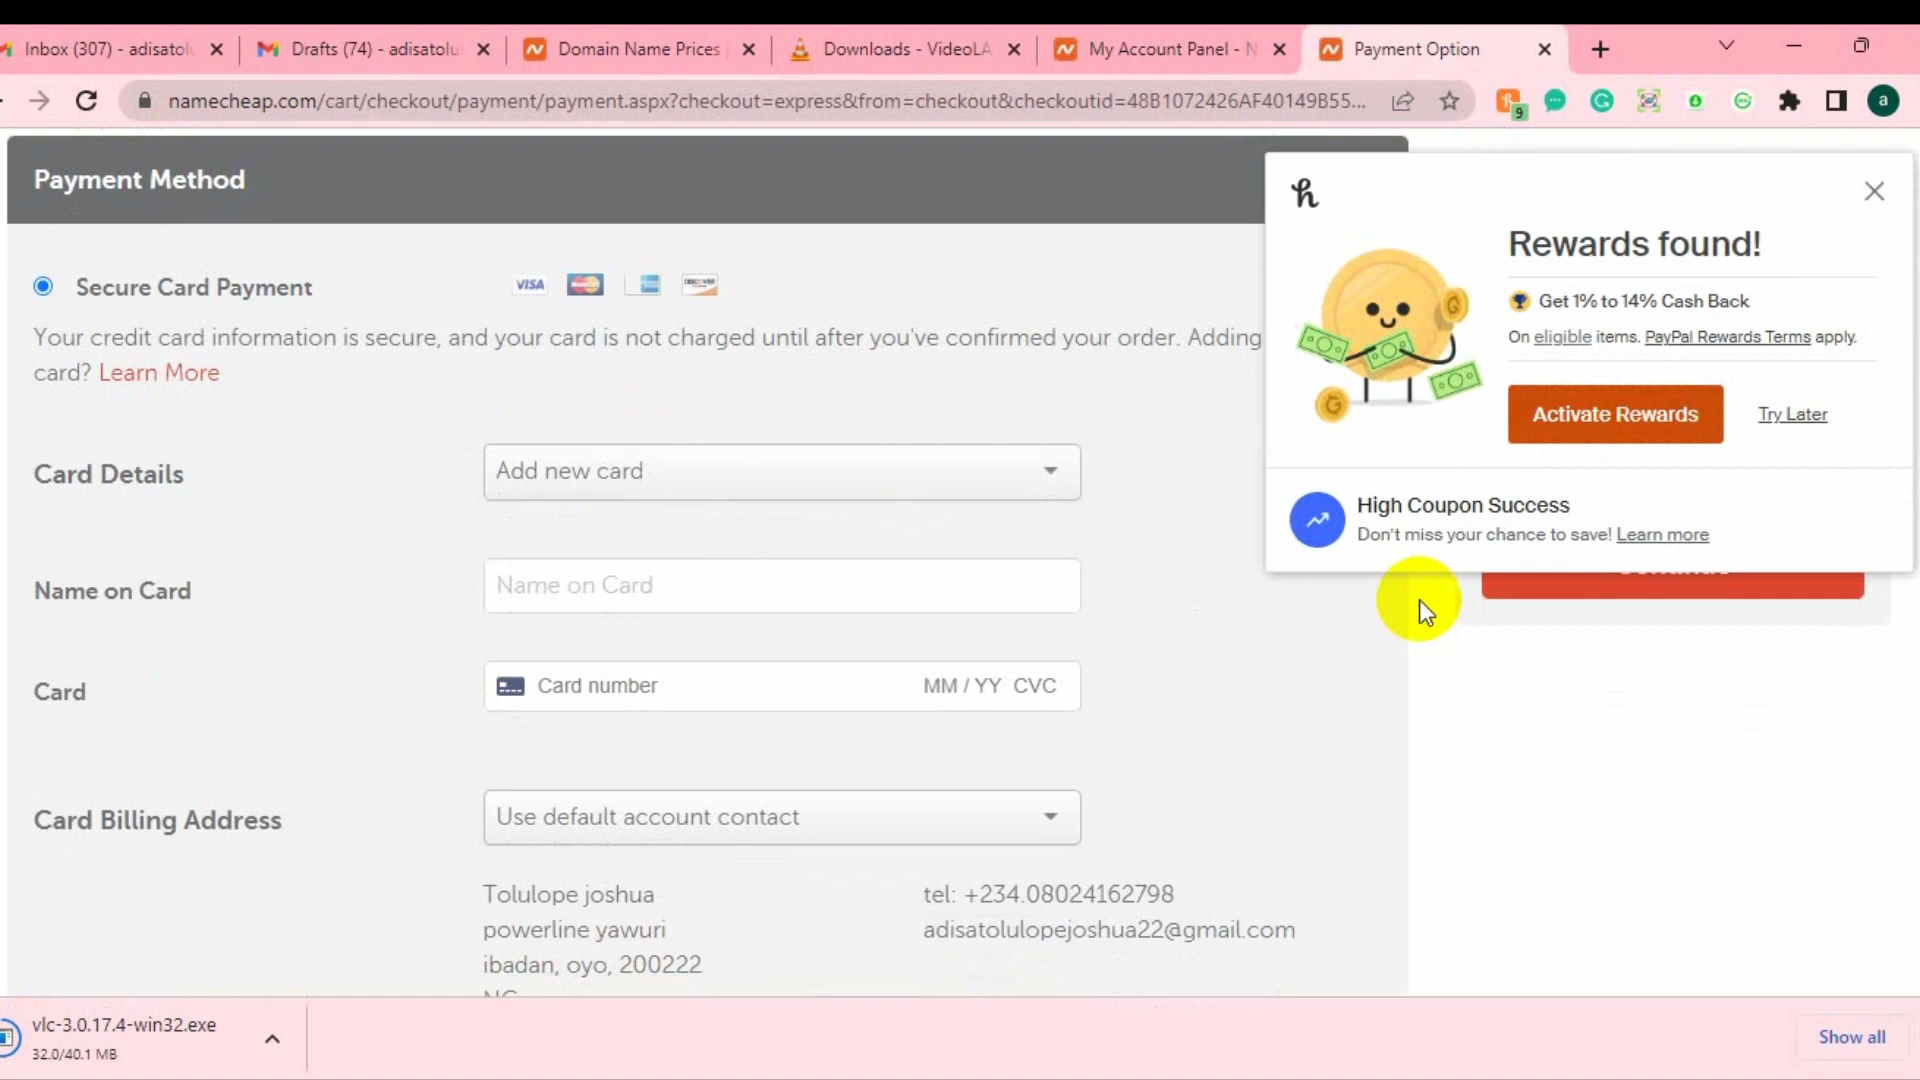 Inbox (307) - adisatolu
Drafts (74) - adisatolu
Domain Name Prices
Downloads - VideoLA
My Account Panel - N
Payment Option
namecheap.com/cart/checkout/payment/payment.aspx?checkout=express&from=checkout&checkoutid=48B1072426AF40149B55...
9
a
Payment Method
Secure Card Payment
VISA
MasterCard
DISCOVER
Your credit card information is secure, and your card is not charged until after you've confirmed your order. Adding
card? Learn More
Card Details
Add new card
Name on Card
Name on Card
Card
Card number
MM / YY CVC
Card Billing Address
Use default account contact
Tolulope joshua
tel: +234.08024162798
powerline yawuri
adisatolulopejoshua22@gmail.com
ibadan, oyo, 200222
NG
h
Rewards found!
Get 1% to 14% Cash Back
On eligible items. PayPal Rewards Terms apply.
Activate Rewards
Try Later
High Coupon Success
Don't miss your chance to save! Learn more
Continue
vlc-3.0.17.4-win32.exe
32.0/40.1 MB
Show all